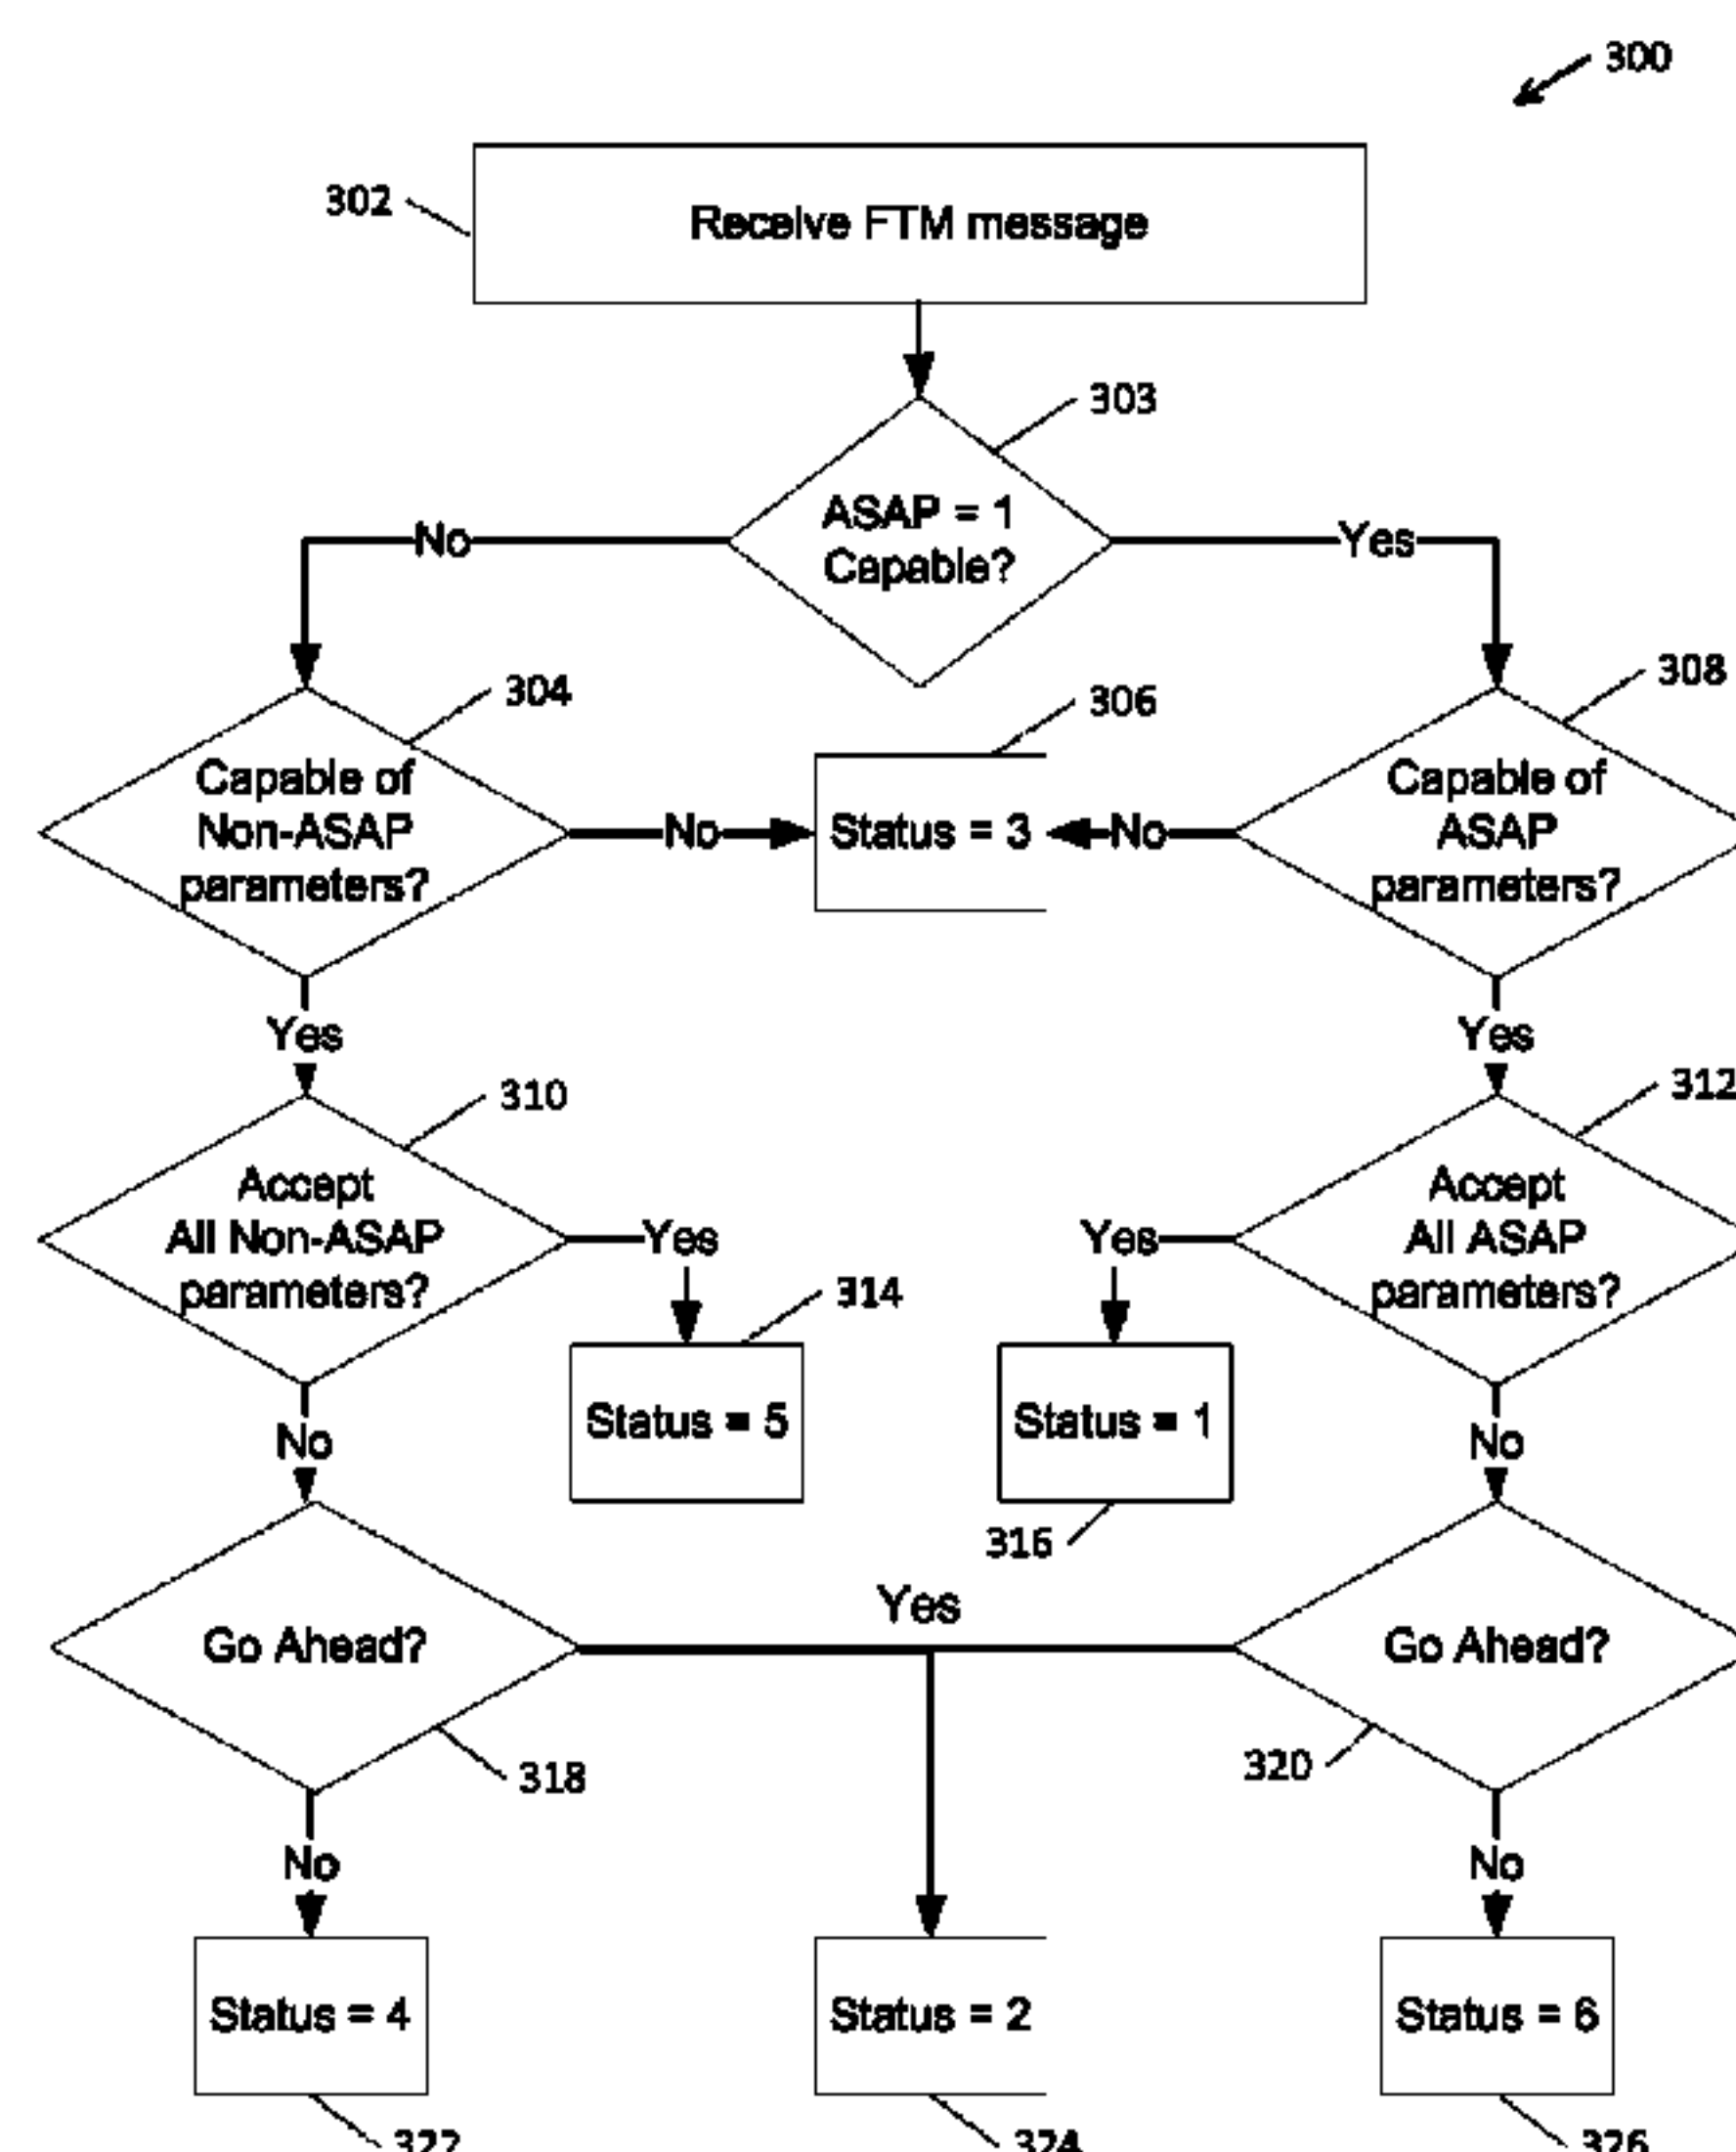 300
302
Receive FTM message
303
ASAP = 1
Capable?
No
Yes
304
306
308
Capable of
Non-ASAP
parameters?
No
Status = 3
No
Capable of
ASAP
parameters?
Yes
Yes
310
312
Accept
All Non-ASAP
parameters?
Yes
Yes
Accept
All ASAP
parameters?
314
Status = 5
Status = 1
316
No
No
Go Ahead?
Yes
Go Ahead?
318
320
No
No
Status = 4
Status = 2
Status = 6
322
324
326